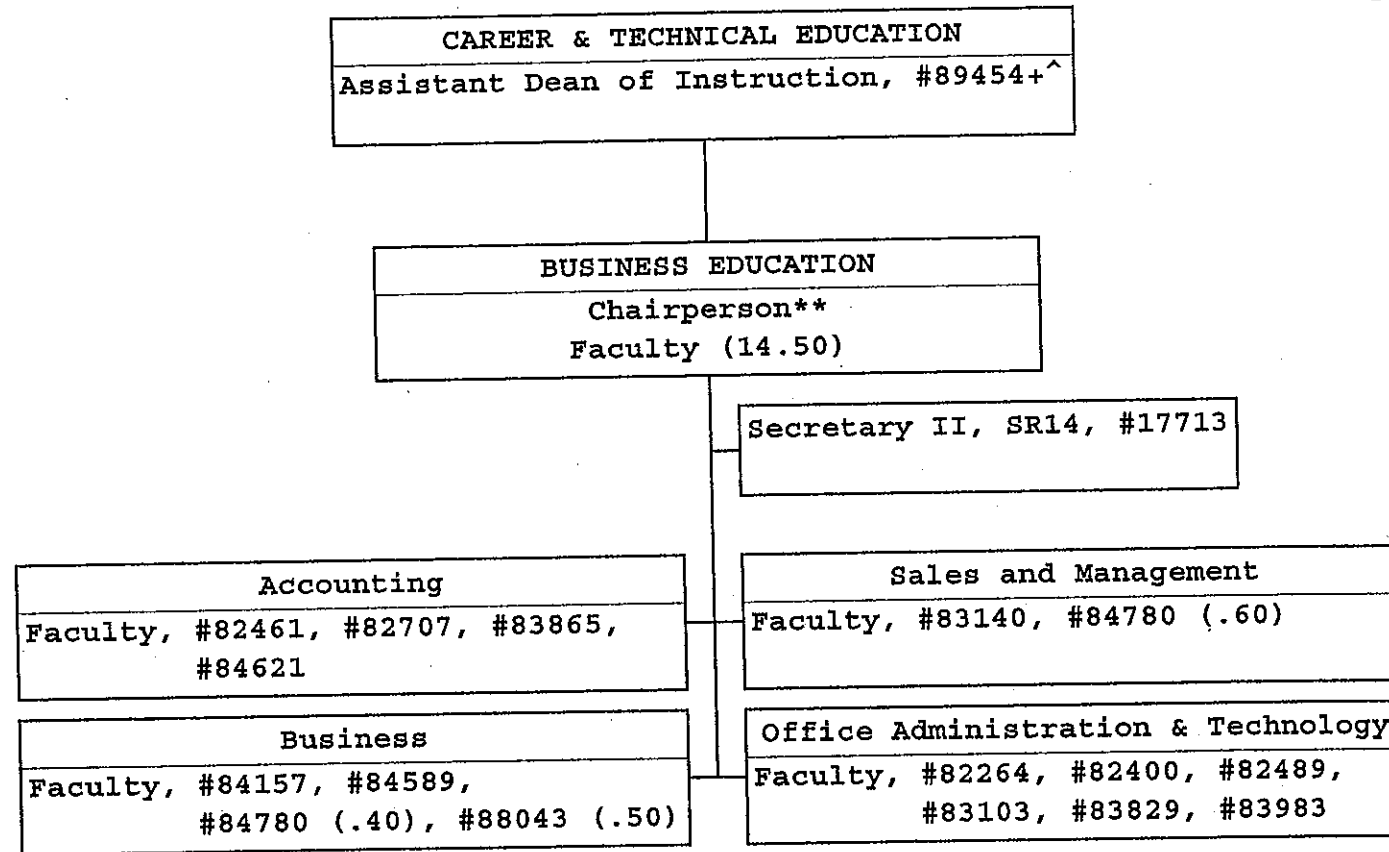 CAREER & TECHNICAL EDUCATION
Assistant Dean of Instruction, #89454+^
BUSINESS EDUCATION
Chairperson**
Faculty (14.50)
Secretary II, SR14, #17713
Accounting
Faculty, #82461, #82707, #83865,
#84621
Sales and Management
Faculty, #83140, #84780 (.60)
Business
Faculty, #84157, #84589,
#84780 (.40), #88043 (.50)
Office Administration & Technology
Faculty, #82264, #82400, #82489,
#83103, #83829, #83983